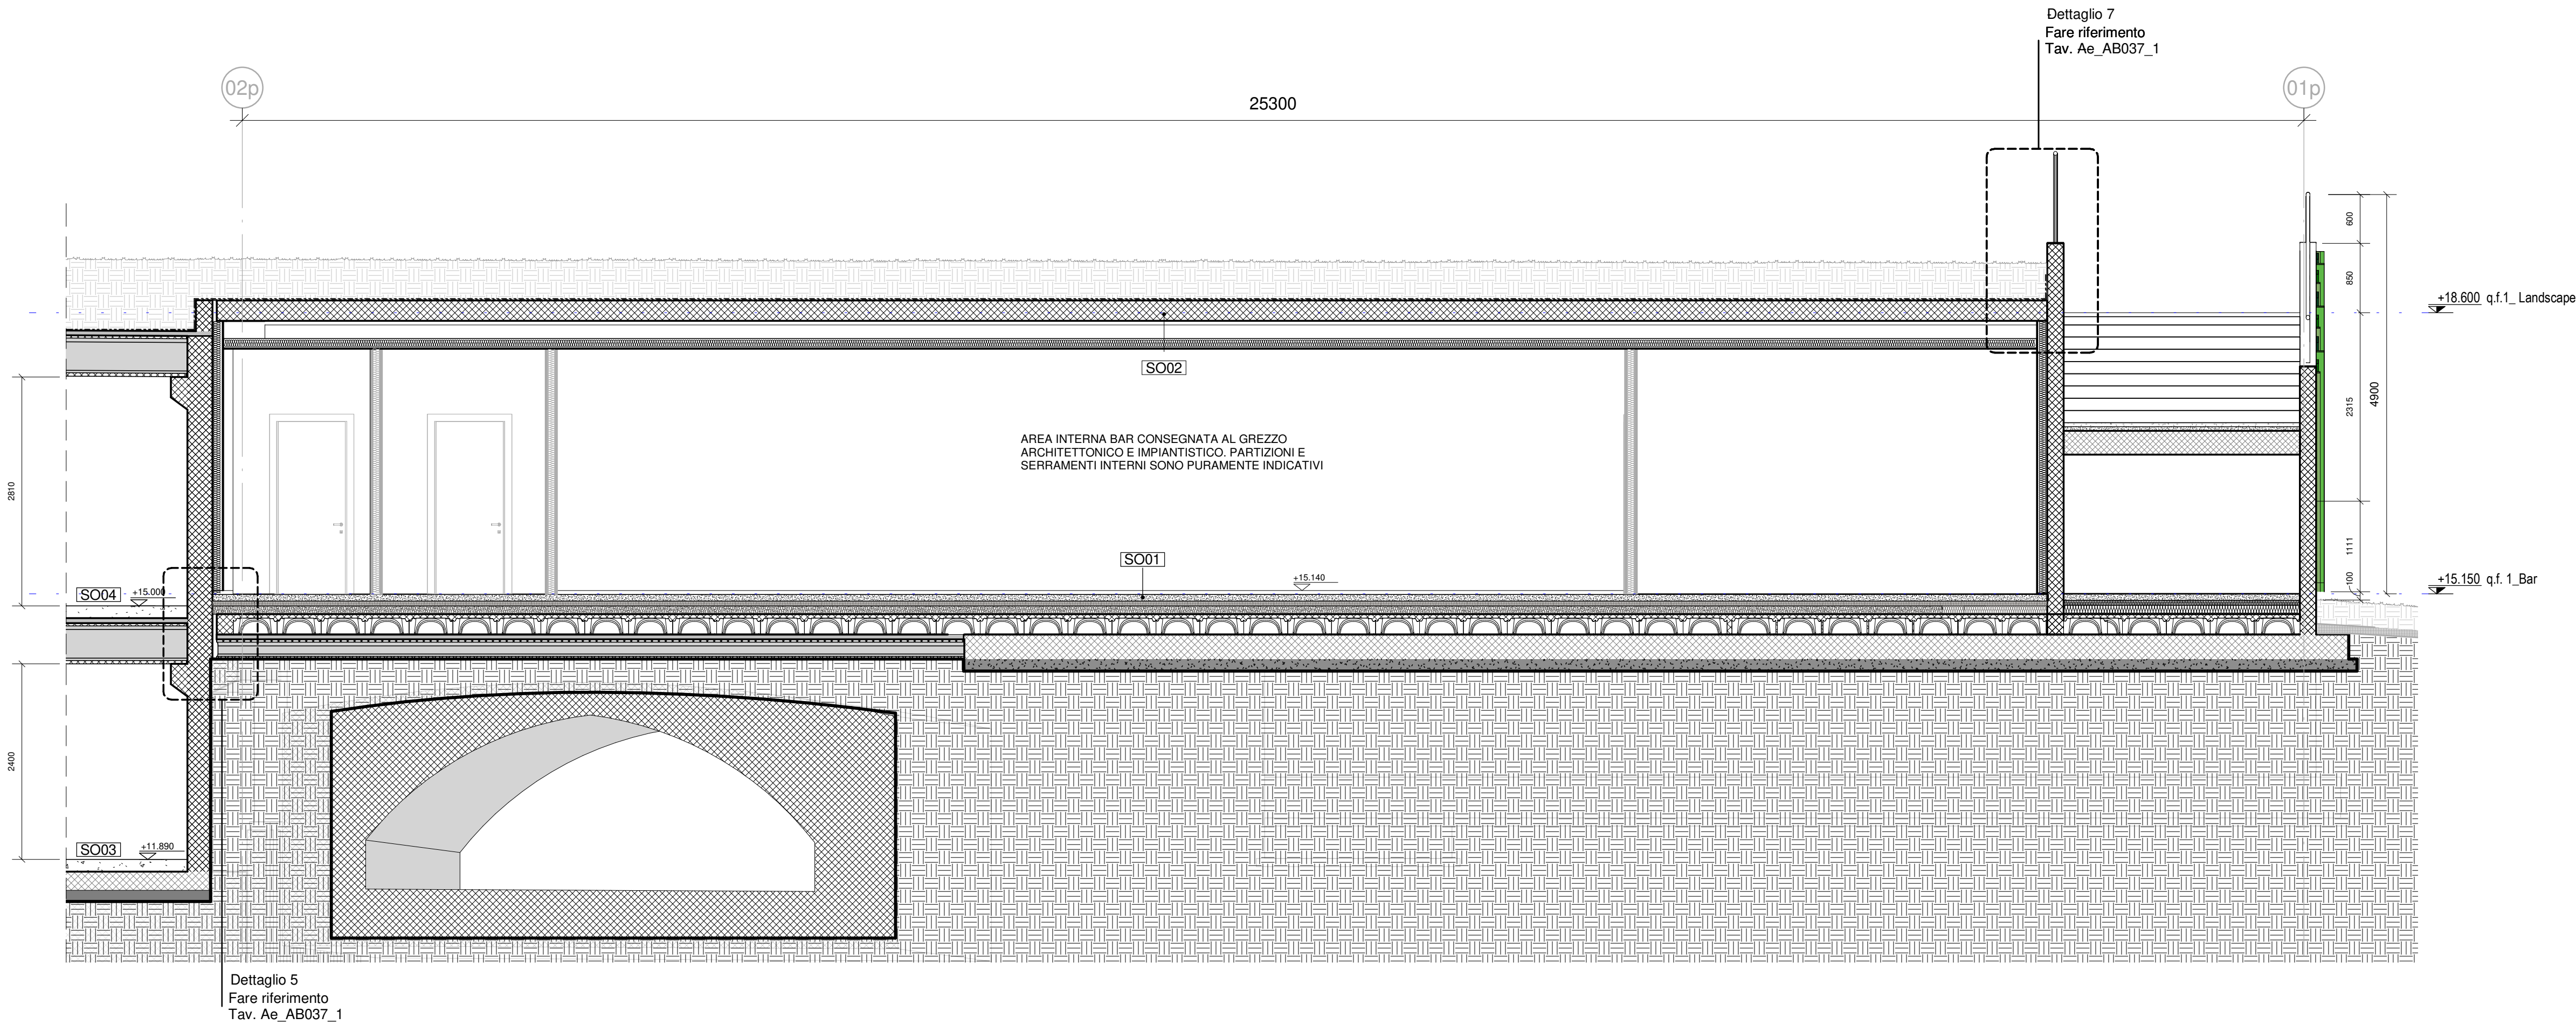 Dettaglio 7
Fare riferimento
Tav. Ae_AB037_1
02p
01p
25300
600
850
+18.600 q.f.1_ Landscape
SO02
4900
2315
AREA INTERNA BAR CONSEGNATA AL GREZZO
ARCHITETTONICO E IMPIANTISTICO. PARTIZIONI E
SERRAMENTI INTERNI SONO PURAMENTE INDICATIVI
2810
1111
SO01
+15.140
100
+15.150 q.f. 1_Bar
SO04
+15.000
2400
SO03
+11.890
Dettaglio 5
Fare riferimento
Tav. Ae_AB037_1